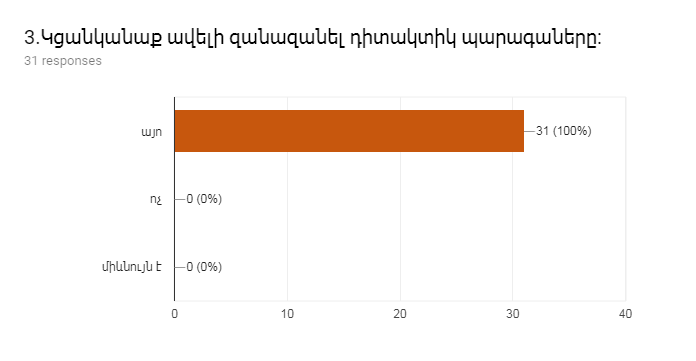 3.Կցանկանաք ավելի զանազանել դիտակտիկ պարագաները:
31 responses
այո
31 (100%)
ոչ
0 (0%)
միևնույն է
0 (0%)
0 10 20 30 40